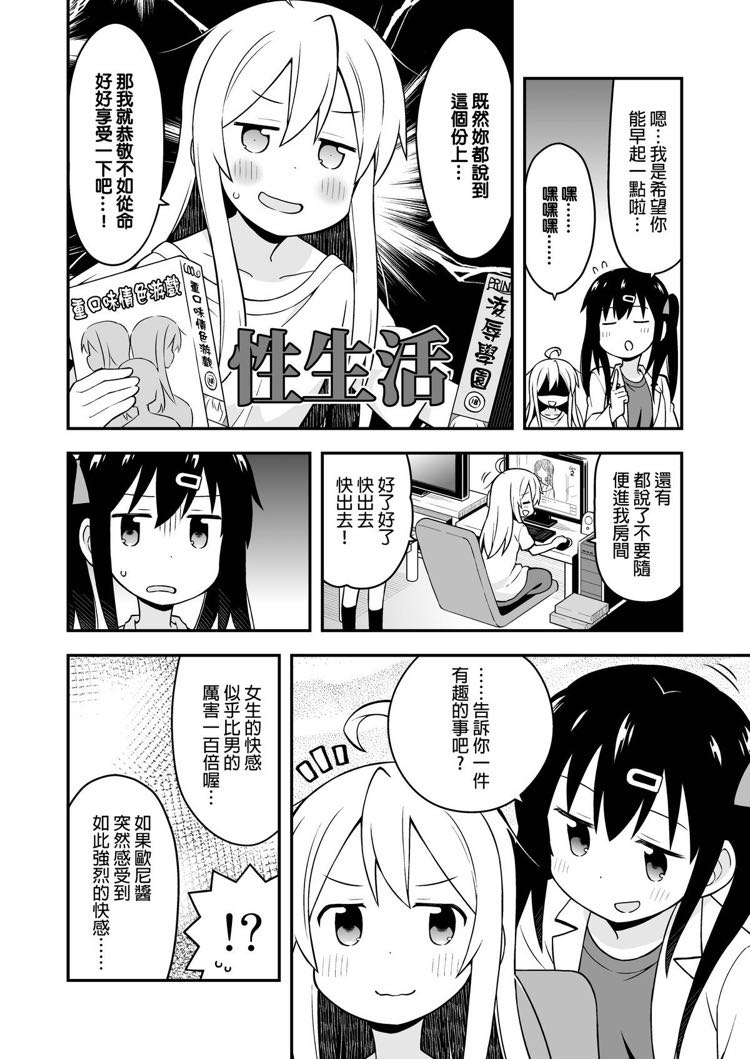 嗯…我是希望你
能早起一點啦…
嘿……
嘿嘿嘿…
既然妳都說到
這個份上…
那我就恭敬不如從命
好好享受一下吧…！
PRIN
凌辱學園
18
重口味情色遊戲
重口味情色遊戲
18
性生活
還有
都說了不要隨
便進我房間
好了好了
快出去
快出去！
……告訴你一件
有趣的事吧？
女生的快感
似乎比男的
厲害一百倍喔…
如果歐尼醬
突然感受到
如此強烈的快感……
!?